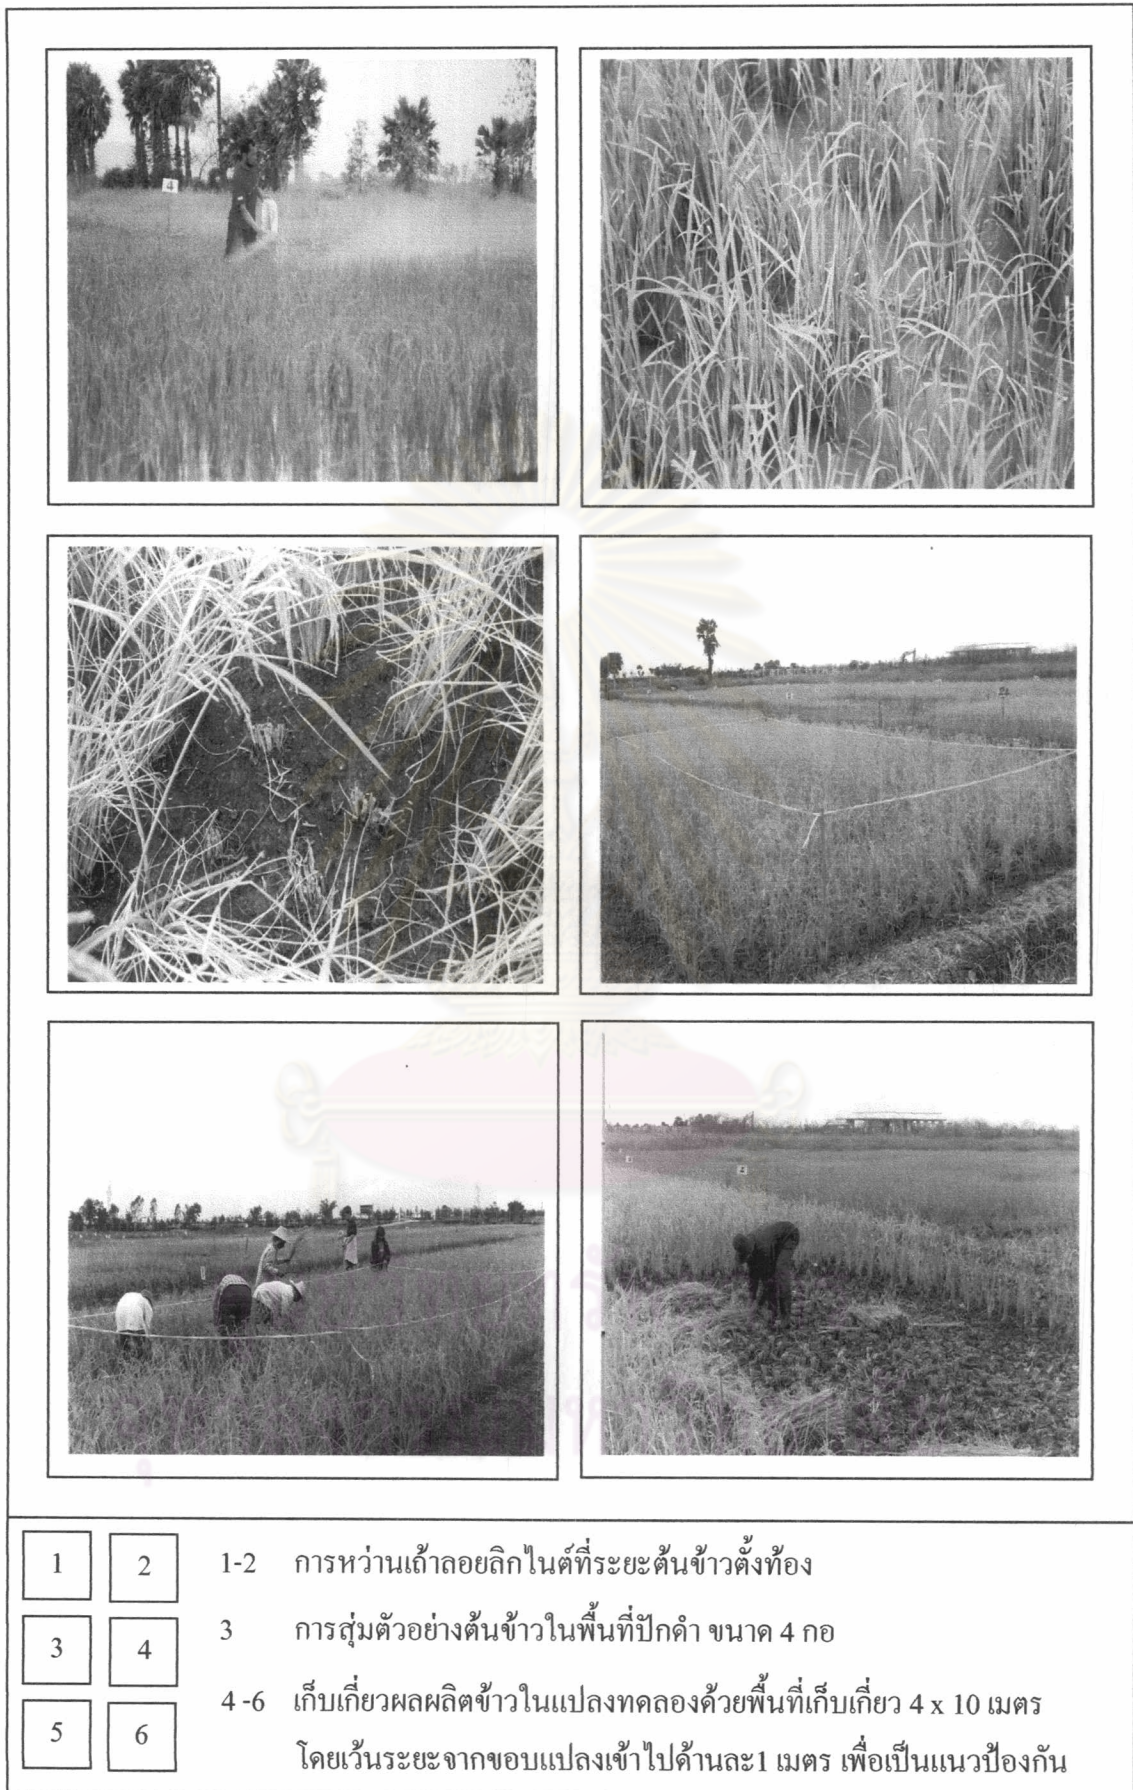 4
1 2 1-2 การหว่านเถ้าลอยลิกไนต์ที่ระยะต้นข้าวตั้งท้อง
3 4 3 การสุ่มตัวอย่างต้นข้าวในพื้นที่ปักดำ ขนาด 4 กอ
5 6 4 -6 เก็บเกี่ยวผลผลิตข้าวในแปลงทดลองด้วยพื้นที่เก็บเกี่ยว 4 x 10 เมตร
โดยเว้นระยะจากขอบแปลงเข้าไปด้านละ1 เมตร เพื่อเป็นแนวป้องกัน